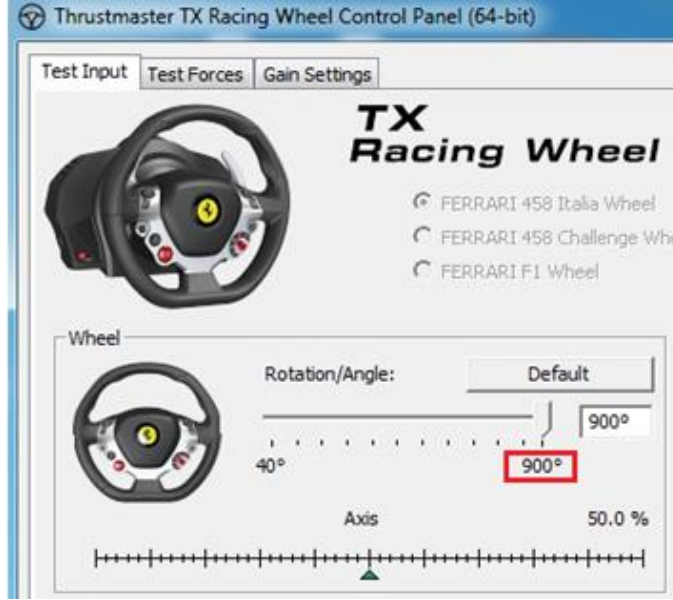 Thrustmaster TX Racing Wheel Control Panel (64-bit)
Test Input Test Forces Gain Settings
TX
Racing Wheel
FERRARI 458 Italia Wheel
FERRARI 458 Challenge Whe
FERRARI F1 Wheel
Wheel
Rotation/Angle: Default
900°
40° 900°
Axis 50.0 %